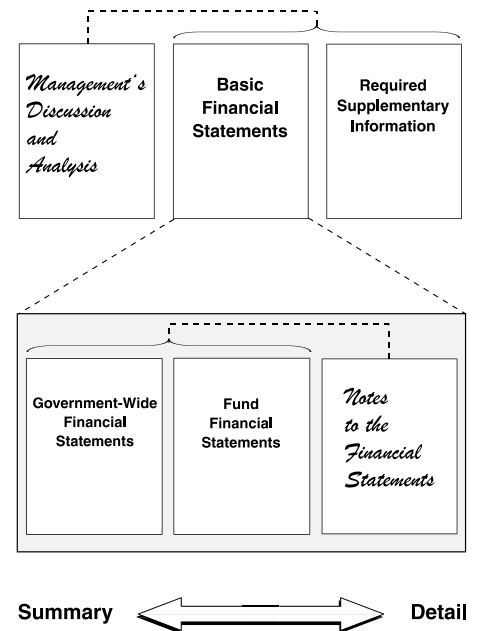 Management's
Discussion
and
Analysis
Basic
Financial
Statements
Required
Supplementary
Information
Government-Wide
Financial
Statements
Fund
Financial
Statements
Notes
to the
Financial
Statements
Summary
Detail